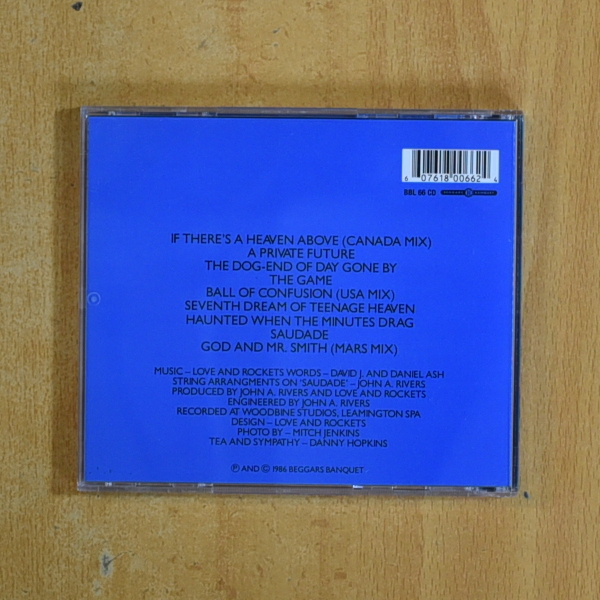 6 07618 00662 4
BBL 66 CD
IF THERE'S A HEAVEN ABOVE (CANADA MIX)
A PRIVATE FUTURE
THE DOG-END OF DAY GONE BY
THE GAME
BALL OF CONFUSION (USA MIX)
SEVENTH DREAM OF TEENAGE HEAVEN
HAUNTED WHEN THE MINUTES DRAG
SAUDADE
GOD AND MR. SMITH (MARS MIX)
MUSIC – LOVE AND ROCKETS WORDS – DAVID J. AND DANIEL ASH
STRING ARRANGMENTS ON 'SAUDADE' – JOHN A. RIVERS
PRODUCED BY JOHN A. RIVERS AND LOVE AND ROCKETS
ENGINEERED BY JOHN A. RIVERS
RECORDED AT WOODBINE STUDIOS, LEAMINGTON SPA
DESIGN – LOVE AND ROCKETS
PHOTO BY – MITCH JENKINS
TEA AND SYMPATHY – DANNY HOPKINS
Ⓟ AND © 1986 BEGGARS BANQUET